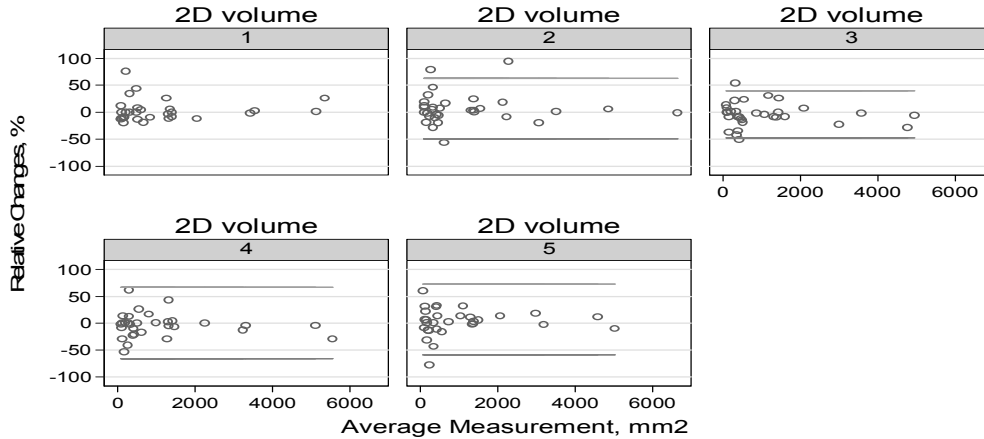 2D volume 2D volume 2D volume
1 2 3
100
50
0
-50
-100
0 2000 4000 6000
2D volume 2D volume
4 5
100
50
0
-50
-100
0 2000 4000 6000 0 2000 4000 6000
Relative Changes, %
Average Measurement, mm2